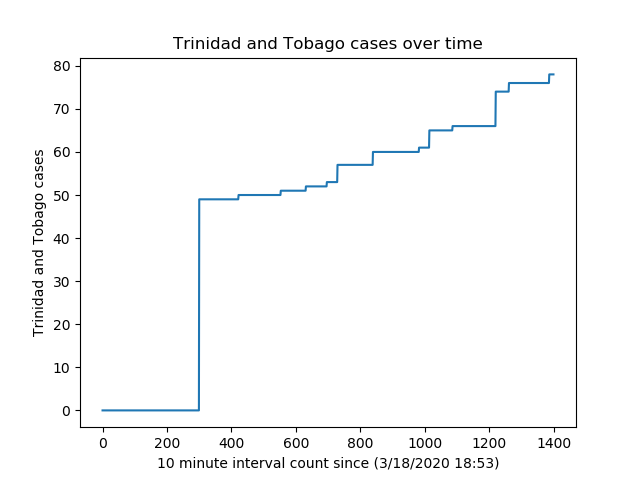 Trinidad and Tobago cases over time
Trinidad and Tobago cases
80
70
60
50
40
30
20
10
0
0 200 400 600 800 1000 1200 1400
10 minute interval count since (3/18/2020 18:53)